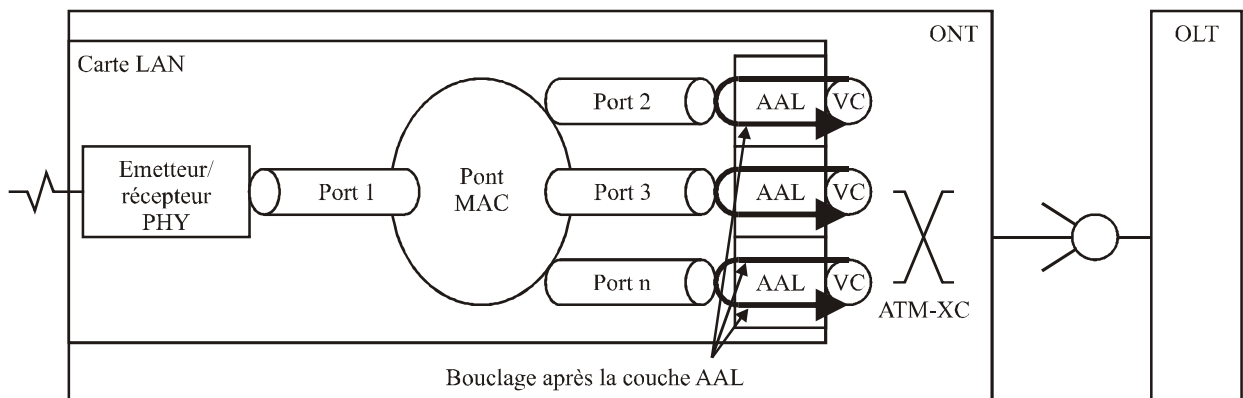 ONT
OLT
Carte LAN
Port 2
AAL
VC
Emetteur/
récepteur
PHY
Port 1
Pont
MAC
Port 3
AAL
VC
Port n
AAL
VC
ATM-XC
Bouclage après la couche AAL